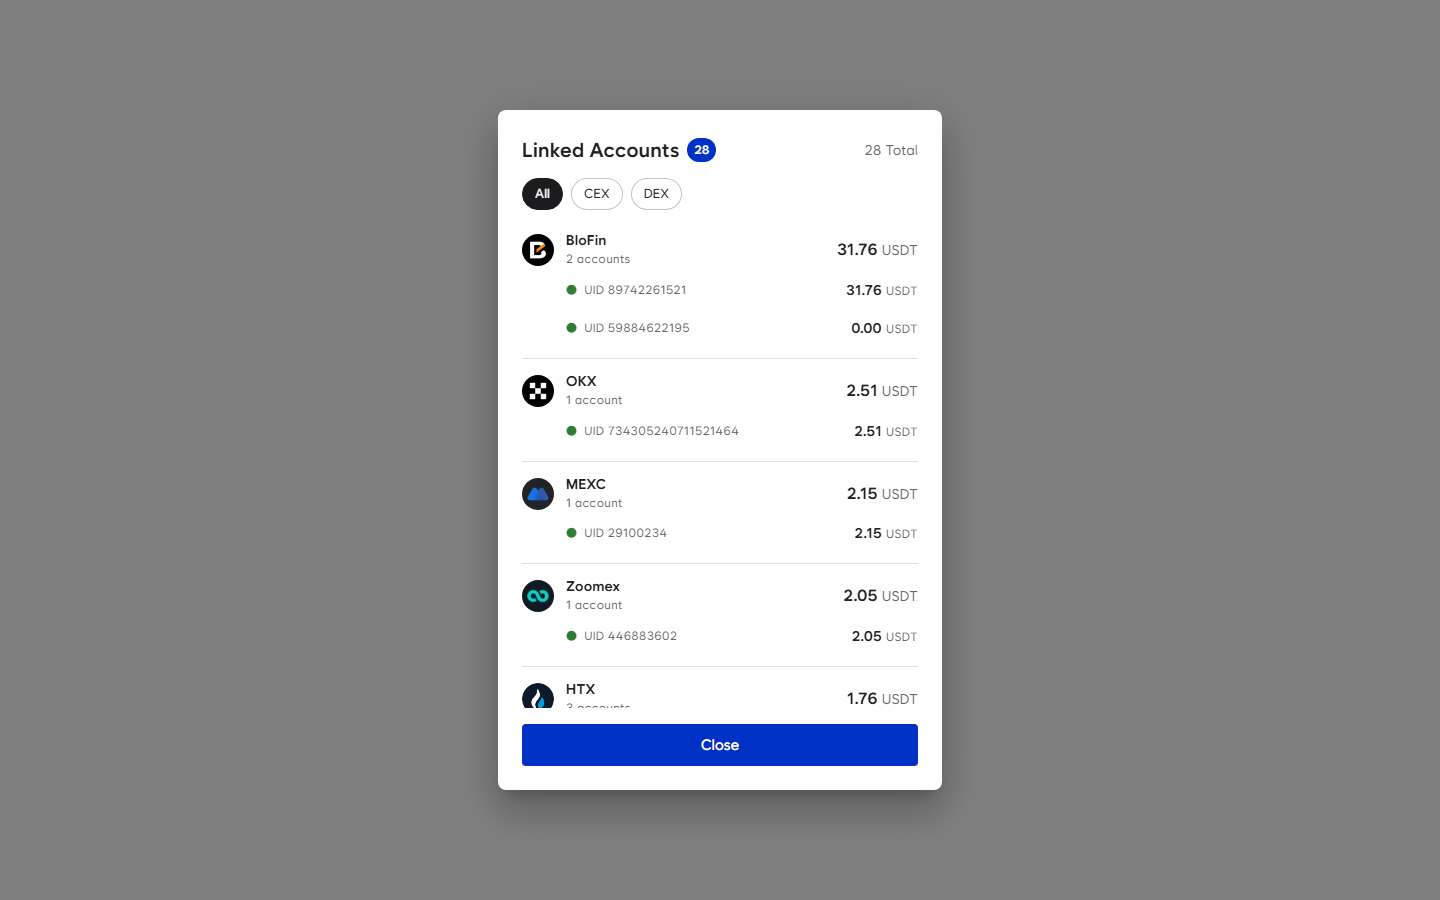 Linked Accounts 28 28 Total
All CEX DEX
BloFin 31.76 USDT
2 accounts
UID 89742261521 31.76 USDT
UID 59884622195 0.00 USDT
OKX 2.51 USDT
1 account
UID 734305240711521464 2.51 USDT
MEXC 2.15 USDT
1 account
UID 29100234 2.15 USDT
Zoomex 2.05 USDT
1 account
UID 446883602 2.05 USDT
HTX 1.76 USDT
3 accounts
Close